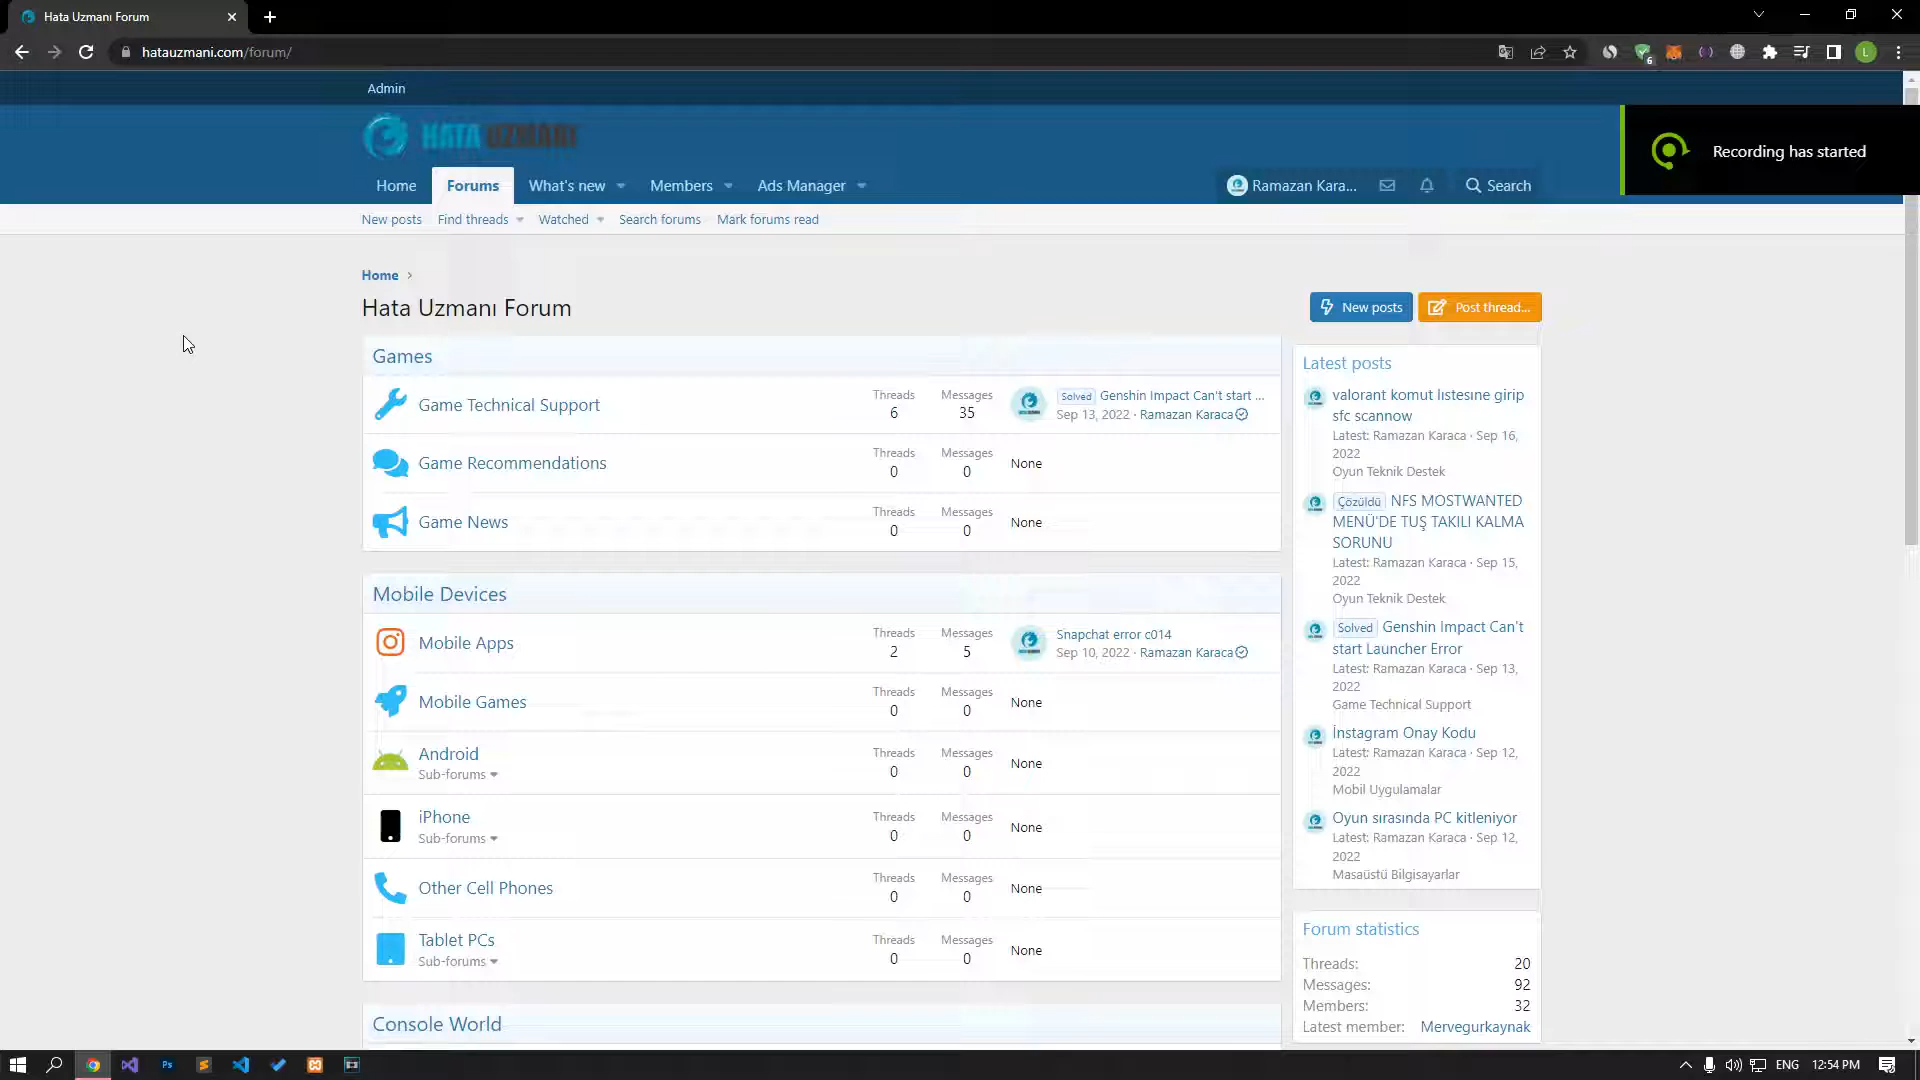 Hata Uzmanı Forum
hatauzmani.com/forum/
6
L
Admin
HATA UZMANI
Recording has started
Home Forums What's new Members Ads Manager Ramazan Kara... Search
New posts Find threads Watched Search forums Mark forums read
Home
Hata Uzmanı Forum
New posts Post thread...
Games
Game Technical Support
Threads Messages
6 35
Solved Genshin Impact Can't start ...
Sep 13, 2022 · Ramazan Karaca
Game Recommendations
Threads Messages
0 0
None
Game News
Threads Messages
0 0
None
Mobile Devices
Mobile Apps
Threads Messages
2 5
Snapchat error c014
Sep 10, 2022 · Ramazan Karaca
Mobile Games
Threads Messages
0 0
None
Android
Sub-forums
Threads Messages
0 0
None
iPhone
Sub-forums
Threads Messages
0 0
None
Other Cell Phones
Threads Messages
0 0
None
Tablet PCs
Sub-forums
Threads Messages
0 0
None
Console World
Latest posts
valorant komut lıstesıne girip
sfc scannow
Latest: Ramazan Karaca · Sep 16,
2022
Oyun Teknik Destek
Çözüldü NFS MOSTWANTED
MENÜ'DE TUŞ TAKILI KALMA
SORUNU
Latest: Ramazan Karaca · Sep 15,
2022
Oyun Teknik Destek
Solved Genshin Impact Can't
start Launcher Error
Latest: Ramazan Karaca · Sep 13,
2022
Game Technical Support
İnstagram Onay Kodu
Latest: Ramazan Karaca · Sep 12,
2022
Mobil Uygulamalar
Oyun sırasında PC kitleniyor
Latest: Ramazan Karaca · Sep 12,
2022
Masaüstü Bilgisayarlar
Forum statistics
Threads: 20
Messages: 92
Members: 32
Latest member: Mervegurkaynak
Ps
ENG 12:54 PM